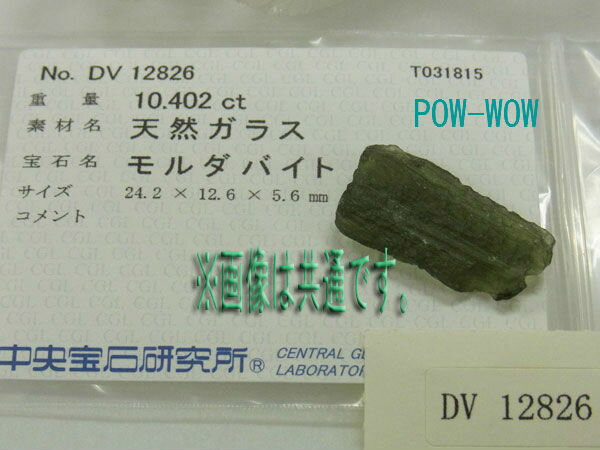 No. DV 12826
T031815
重量 10.402 ct
POW-WOW
素材名 天然ガラス
宝石名 モルダバイト
サイズ 24.2 × 12.6 × 5.6 mm
コメント
※画像は共通です。
中央宝石研究所®
CENTRAL GE
LABORATOR
DV 12826